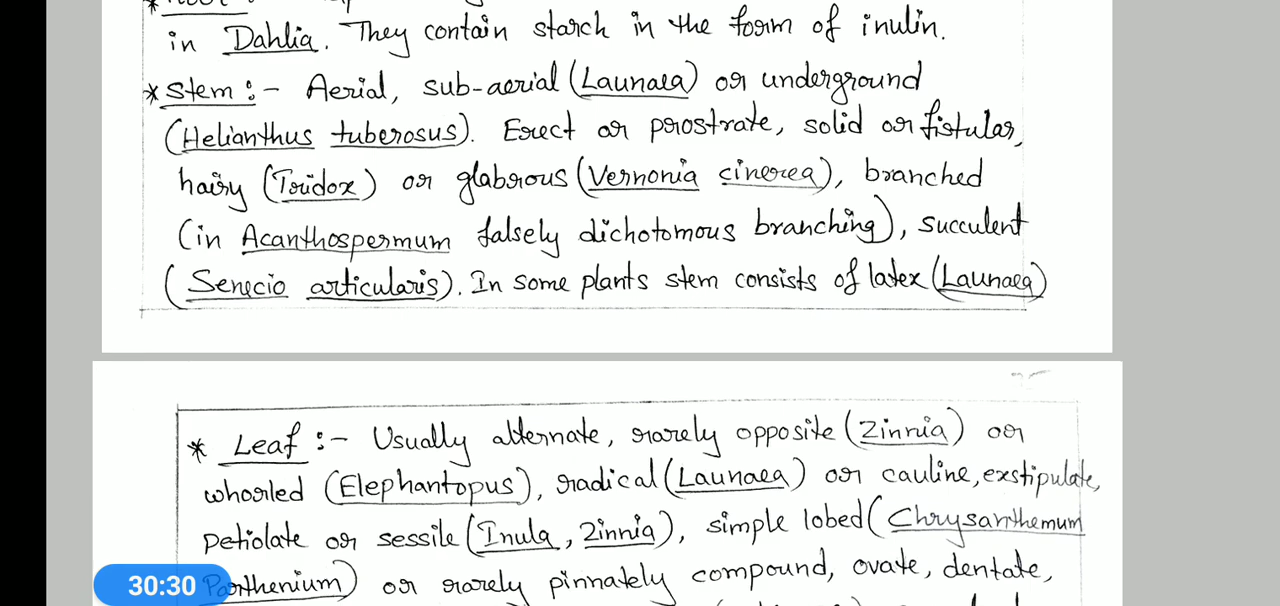 in Dahlia. They contain starch in the form of inulin.
* Stem :- Aerial, sub-aerial (Launaea) or underground
(Helianthus tuberosus). Erect or prostrate, solid or fistular,
hairy (Tridox) or glabrous (Vernonia cinerea), branched
(in Acanthospermum falsely dichotomous branching), succulent
(Senecio articularis). In some plants stem consists of latex (Launaea)
* Leaf :- Usually alternate, rarely opposite (Zinnia) or
whorled (Elephantopus), radical (Launaea) or cauline, exstipulate,
petiolate or sessile (Inula, Zinnia), simple lobed (Chrysanthemum
Parthenium) or rarely pinnately compound, ovate, dentate,
30:30